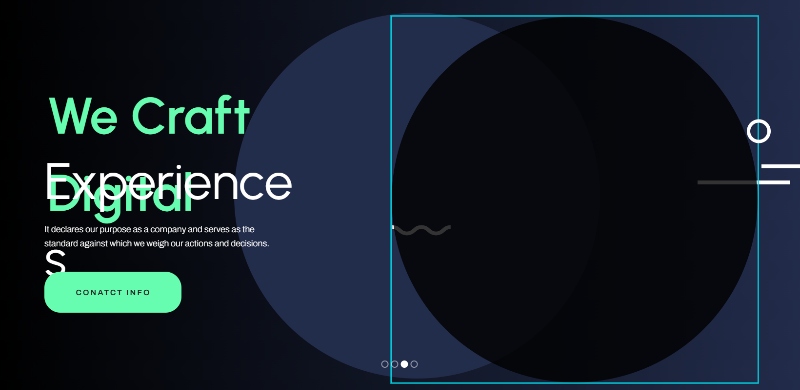 We Craft
Experience
Digital
It declares our purpose as a company and serves as the
standard against which we weigh our actions and decisions.
s
CONATCT INFO